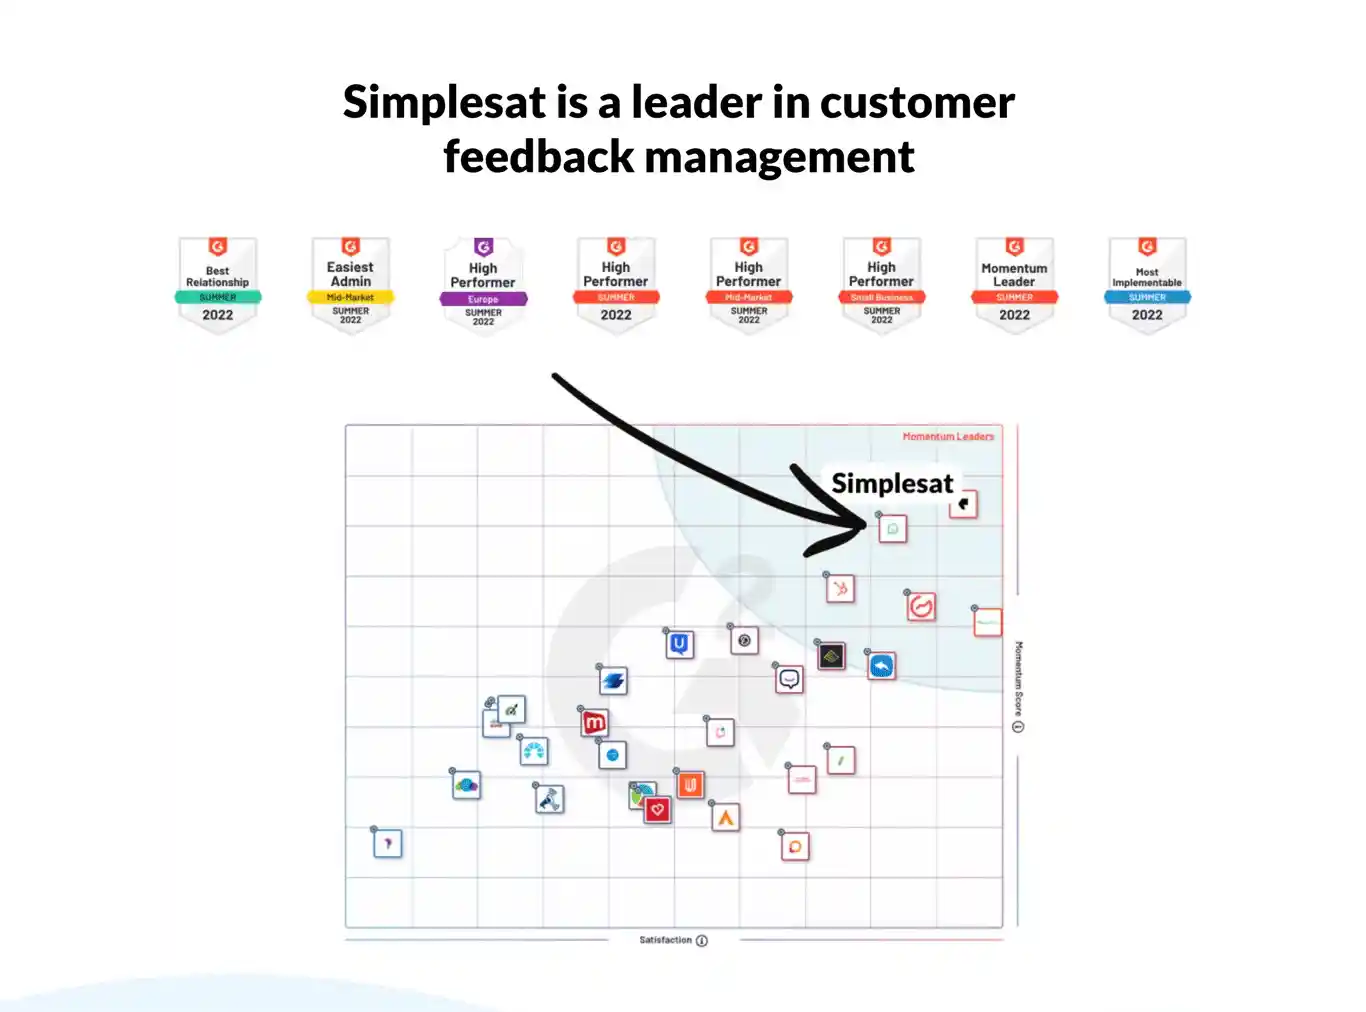 Simplesat is a leader in customer
feedback management
Best
Relationship
SUMMER
2022
Easiest
Admin
Mid-Market
SUMMER
2022
High
Performer
Europe
SUMMER
2022
High
Performer
SUMMER
2022
High
Performer
Mid-Market
SUMMER
2022
High
Performer
Small Business
SUMMER
2022
Momentum
Leader
SUMMER
2022
Most
Implementable
SUMMER
2022
Momentum Leaders
Simplesat
Momentum Score
Satisfaction